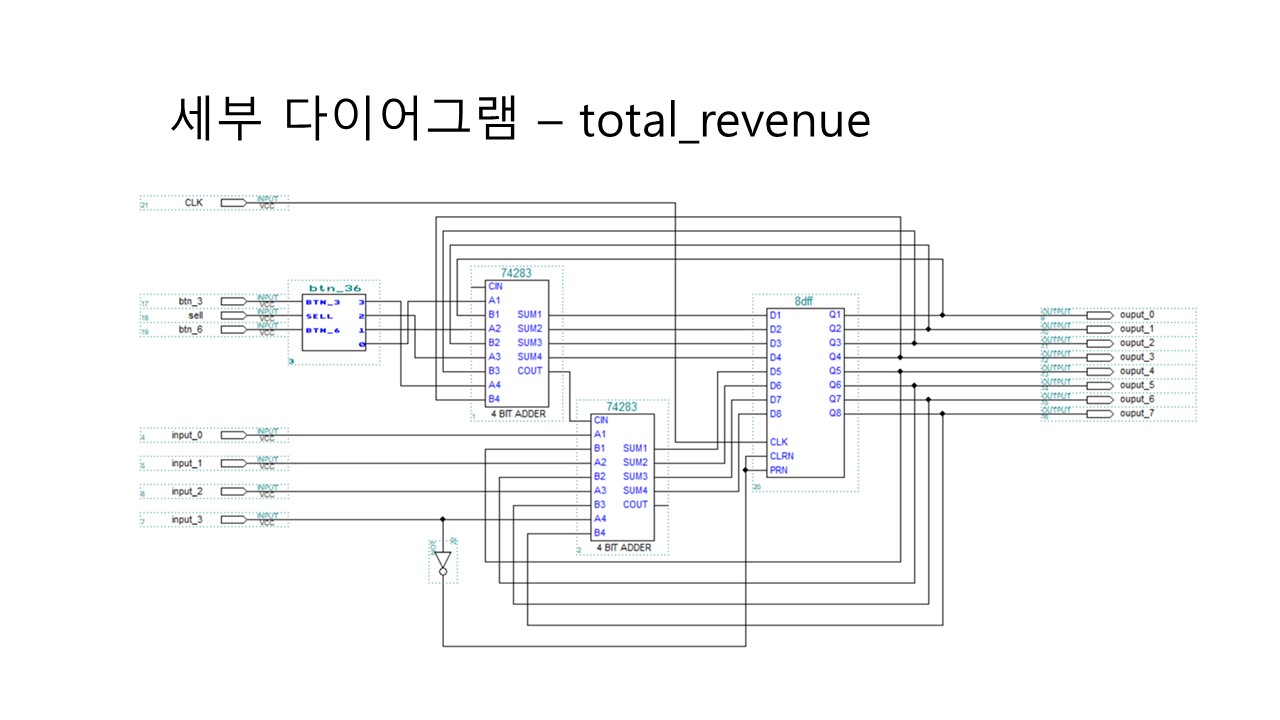 세부 다이어그램 – total_revenue
CLK INPUT VCC
21
btn_3 INPUT VCC
17
sell INPUT VCC
18
btn_6 INPUT VCC
19
btn_36
BTN_3 3
SELL 2
BTN_6 1
0
3
74283
CIN
A1
B1 SUM1
A2 SUM2
B2 SUM3
A3 SUM4
B3 COUT
A4
B4
4 BIT ADDER
1
input_0 INPUT VCC
4
input_1 INPUT VCC
5
input_2 INPUT VCC
6
input_3 INPUT VCC
7
NOT
74283
CIN
A1
B1 SUM1
A2 SUM2
B2 SUM3
A3 SUM4
B3 COUT
A4
B4
4 BIT ADDER
2
8dff
D1 Q1
D2 Q2
D3 Q3
D4 Q4
D5 Q5
D6 Q6
D7 Q7
D8 Q8
CLK
CLRN
PRN
20
OUTPUT ouput_0
OUTPUT ouput_1
OUTPUT ouput_2
OUTPUT ouput_3
OUTPUT ouput_4
OUTPUT ouput_5
OUTPUT ouput_6
OUTPUT ouput_7